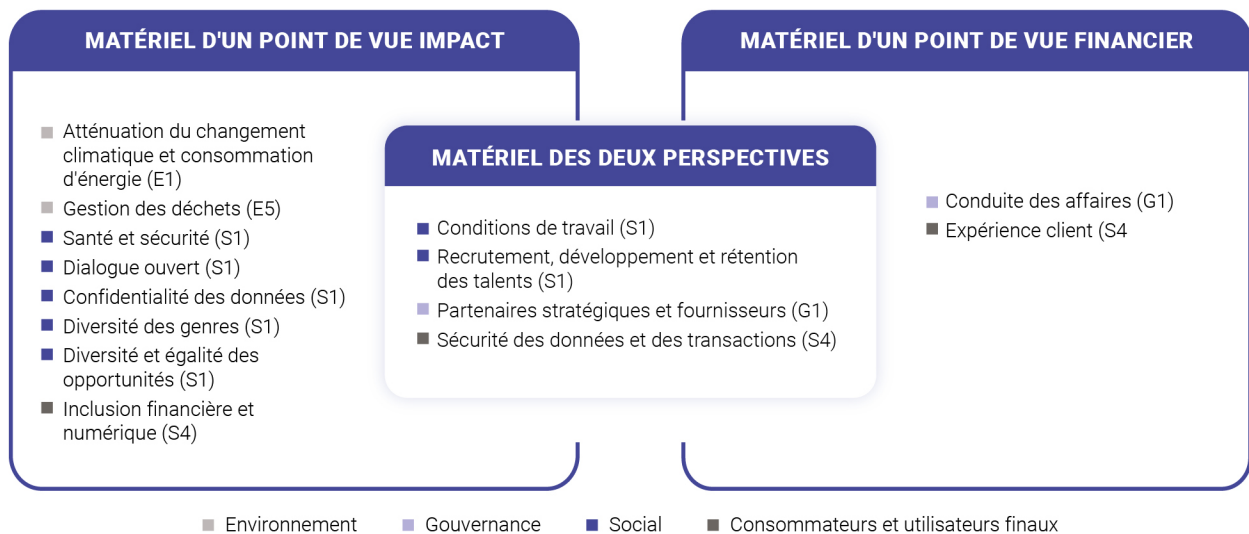 MATÉRIEL D'UN POINT DE VUE IMPACT
Atténuation du changement
climatique et consommation
d'énergie (E1)
Gestion des déchets (E5)
Santé et sécurité (S1)
Dialogue ouvert (S1)
Confidentialité des données (S1)
Diversité des genres (S1)
Diversité et égalité des
opportunités (S1)
Inclusion financière et
numérique (S4)
MATÉRIEL DES DEUX PERSPECTIVES
Conditions de travail (S1)
Recrutement, développement et rétention
des talents (S1)
Partenaires stratégiques et fournisseurs (G1)
Sécurité des données et des transactions (S4)
MATÉRIEL D'UN POINT DE VUE FINANCIER
Conduite des affaires (G1)
Expérience client (S4
Environnement
Gouvernance
Social
Consommateurs et utilisateurs finaux